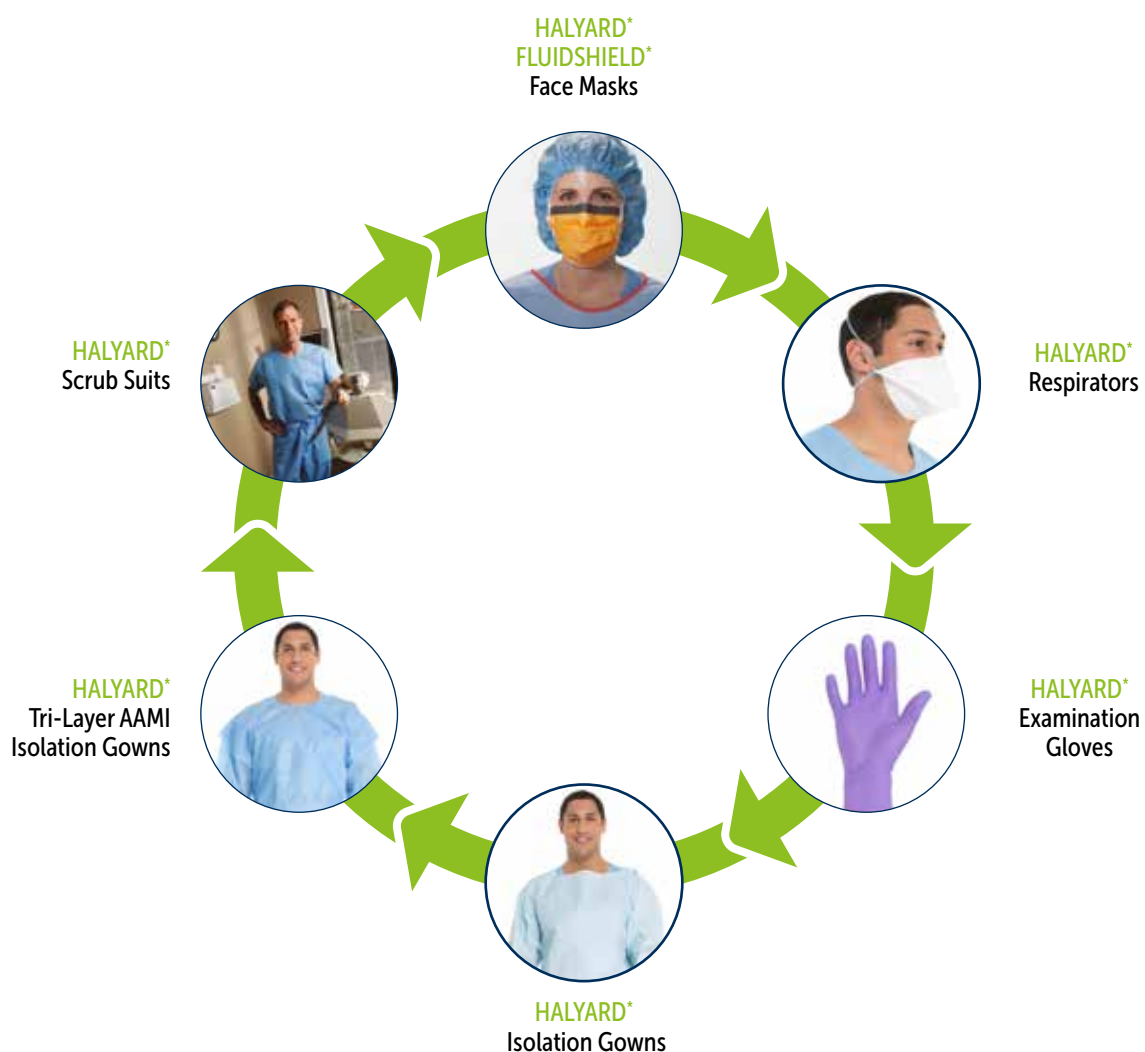 HALYARD*
FLUIDSHIELD*
Face Masks
HALYARD*
Respirators
HALYARD*
Examination
Gloves
HALYARD*
Isolation Gowns
HALYARD*
Tri-Layer AAMI
Isolation Gowns
HALYARD*
Scrub Suits